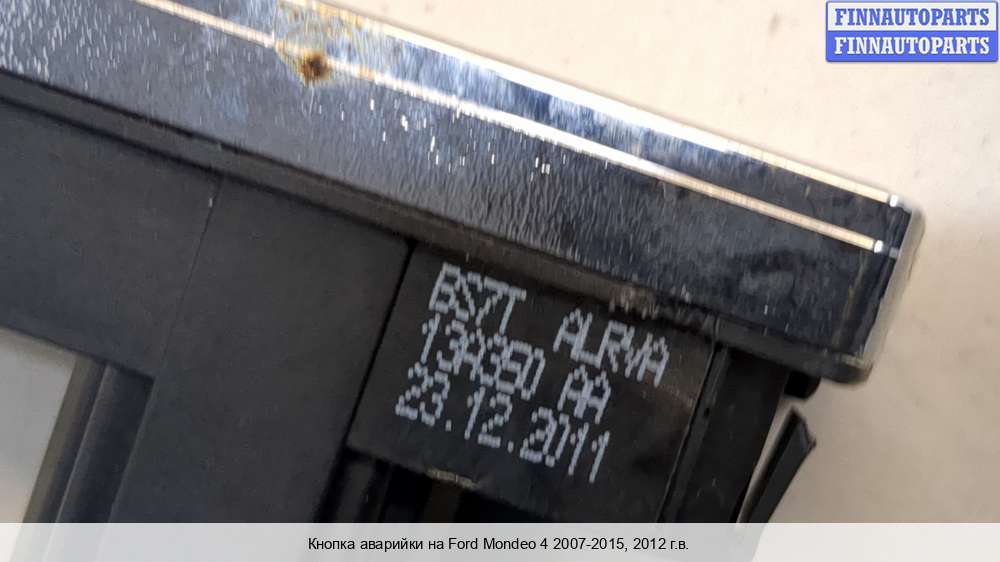 FINNAUTOPARTS
FINNAUTOPARTS
BS7T ALRVA
13A350 AA
23.12.2011
Кнопка аварийки на Ford Mondeo 4 2007-2015, 2012 г.в.